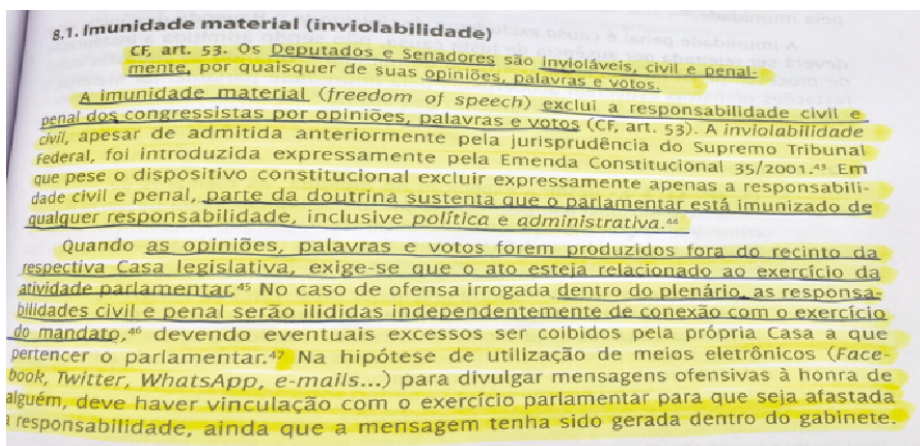 8.1. Imunidade material (inviolabilidade)
CF, art. 53. Os Deputados e Senadores são invioláveis, civil e penal-
mente, por quaisquer de suas opiniões, palavras e votos.
A imunidade material (freedom of speech) exclui a responsabilidade civil e
penal dos congressistas por opiniões, palavras e votos (CF, art. 53). A inviolabilidade
civil, apesar de admitida anteriormente pela jurisprudência do Supremo Tribunal
Federal, foi introduzida expressamente pela Emenda Constitucional 35/2001.⁴³ Em
que pese o dispositivo constitucional excluir expressamente apenas a responsabili-
dade civil e penal, parte da doutrina sustenta que o parlamentar está imunizado de
qualquer responsabilidade, inclusive política e administrativa.⁴⁴
Quando as opiniões, palavras e votos forem produzidos fora do recinto da
respectiva Casa legislativa, exige-se que o ato esteja relacionado ao exercício da
atividade parlamentar.⁴⁵ No caso de ofensa irrogada dentro do plenário, as responsa-
bilidades civil e penal serão ilididas independentemente de conexão com o exercício
do mandato,⁴⁶ devendo eventuais excessos ser coibidos pela própria Casa a que
pertencer o parlamentar.⁴⁷ Na hipótese de utilização de meios eletrônicos (Face-
book, Twitter, WhatsApp, e-mails...) para divulgar mensagens ofensivas à honra de
alguém, deve haver vinculação com o exercício parlamentar para que seja afastada
a responsabilidade, ainda que a mensagem tenha sido gerada dentro do gabinete.